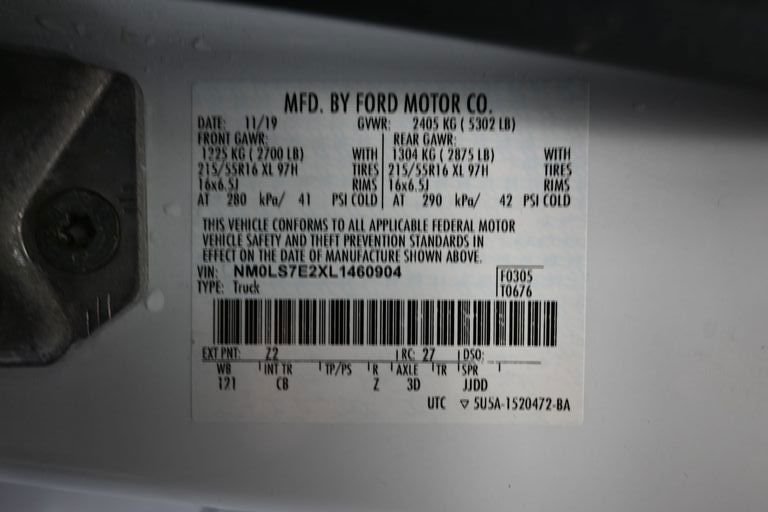 MFD. BY FORD MOTOR CO.
DATE: 11/19 GVWR: 2405 KG ( 5302 LB)
FRONT GAWR: REAR GAWR:
1225 KG ( 2700 LB) WITH 1304 KG ( 2875 LB) WITH
215/55R16 XL 97H TIRES 215/55R16 XL 97H TIRES
16x6.5J RIMS 16x6.5J RIMS
AT 280 kPa/ 41 PSI COLD AT 290 kPa/ 42 PSI COLD
THIS VEHICLE CONFORMS TO ALL APPLICABLE FEDERAL MOTOR
VEHICLE SAFETY AND THEFT PREVENTION STANDARDS IN
EFFECT ON THE DATE OF MANUFACTURE SHOWN ABOVE.
VIN: NM0LS7E2XL1460904 F0305
TYPE: Truck T0676
EXT PNT: Z2 RC: 27 DSO:
WB INT TR TP/PS R AXLE TR SPR
121 CB Z 3D JJDD
UTC ▽ 5U5A-1520472-BA